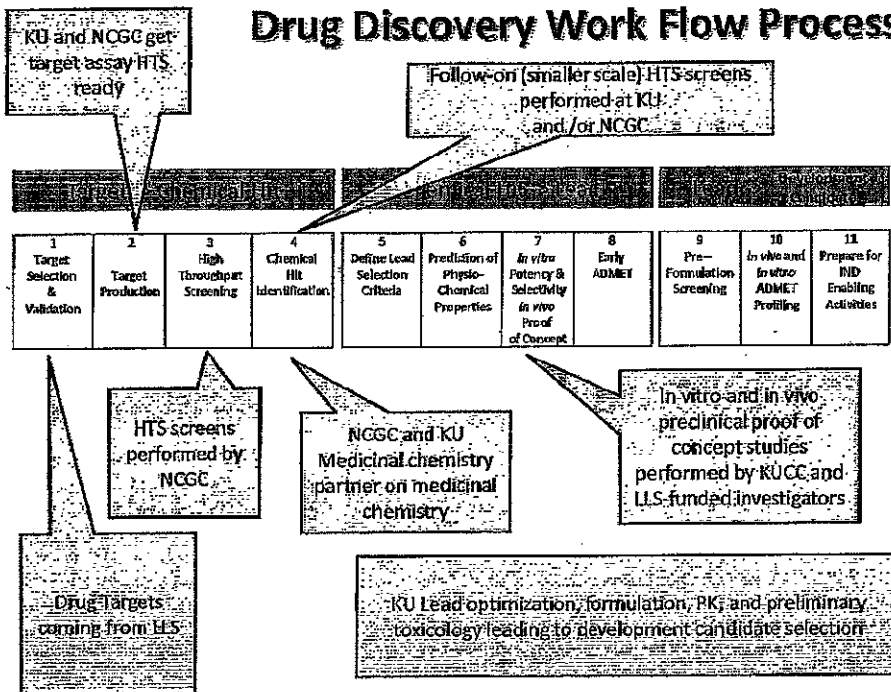 Drug Discovery Work Flow Process
KU and NCGC get
target assay HTS
ready
Follow-on (smaller scale) HTS screens
performed at KU
and /or NCGC
1
Target
Selection
&
Validation
2
Target
Production
3
High
Throughput
Screening
4
Chemical
Hit
Identification
5
Define Lead
Selection
Criteria
6
Prediction of
Physio-
Chemical
Properties
7
In vitro
Potency &
Selectivity
in vivo
Proof
of Concept
8
Early
ADMET
9
Pre-
Formulation
Screening
10
In vivo and
In vitro
ADMET
Profiling
11
Prepare for
IND
Enabling
Activities
HTS screens
performed by
NCGC
NCGC and KU
Medicinal chemistry
partner on medicinal
chemistry
In vitro and in vivo
preclinical proof of
concept studies
performed by KUCC and
LLS-funded investigators
Drug Targets
coming from LLS
KU Lead optimization, formulation, PK, and preliminary
toxicology leading to development candidate selection